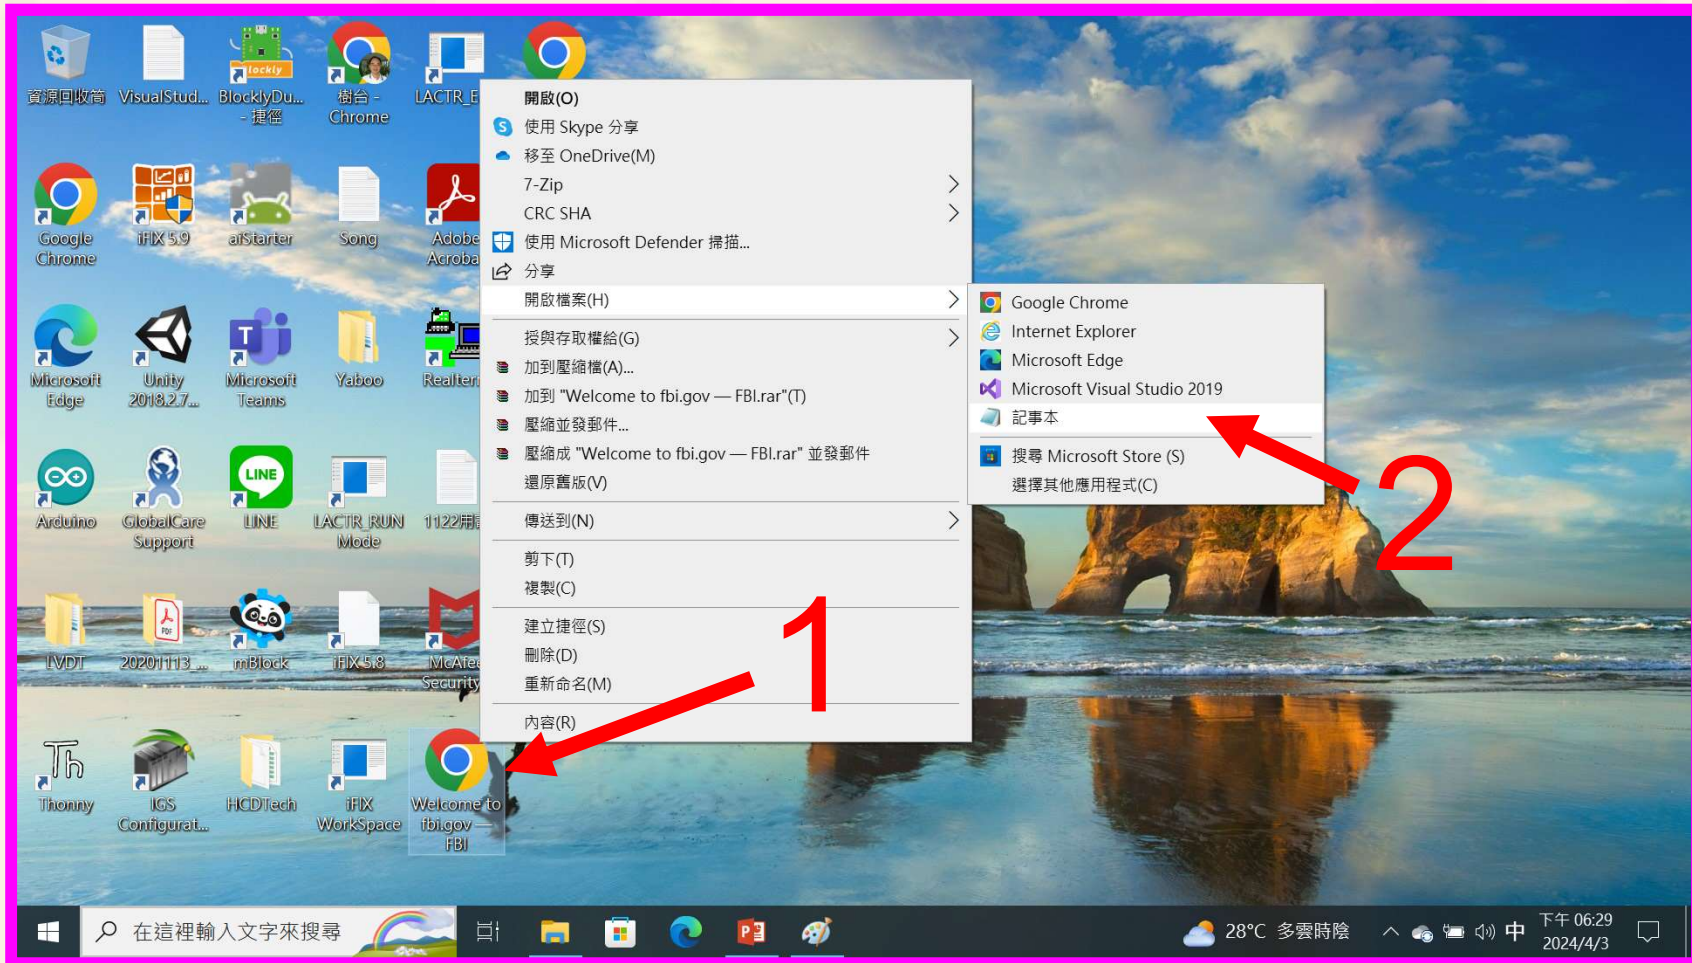 資源回收筒
VisualStud...
BlocklyDu...
- 捷徑
樹谷 -
Chrome
LACTR_E
Blockly
Google
Chrome
iFIX 5.9
aiStarter
Song
Adobe
Acroba
Microsoft
Edge
Unity
2018.2.7...
Microsoft
Teams
Yaboo
Realter
Arduino
GlobalCare
Support
LINE
LINE
LACTR_RUN
Mode
1122用
LVDT
PDF
20201113_...
mBlock
iFIX 5.8
McAfee
Security
Th
Thonny
IGS
Configurat...
HCDTech
iFIX
WorkSpace
Welcome to
fbi.gov —
FBI
開啟(O)
使用 Skype 分享
移至 OneDrive(M)
7-Zip
CRC SHA
使用 Microsoft Defender 掃描...
分享
開啟檔案(H)
授與存取權給(G)
加到壓縮檔(A)...
加到 "Welcome to fbi.gov — FBI.rar"(T)
壓縮並發郵件...
壓縮成 "Welcome to fbi.gov — FBI.rar" 並發郵件
還原舊版(V)
傳送到(N)
剪下(T)
複製(C)
建立捷徑(S)
刪除(D)
重新命名(M)
內容(R)
Google Chrome
Internet Explorer
Microsoft Edge
Microsoft Visual Studio 2019
記事本
搜尋 Microsoft Store (S)
選擇其他應用程式(C)
1
2
在這裡輸入文字來搜尋
28°C 多雲時陰
中
下午 06:29
2024/4/3